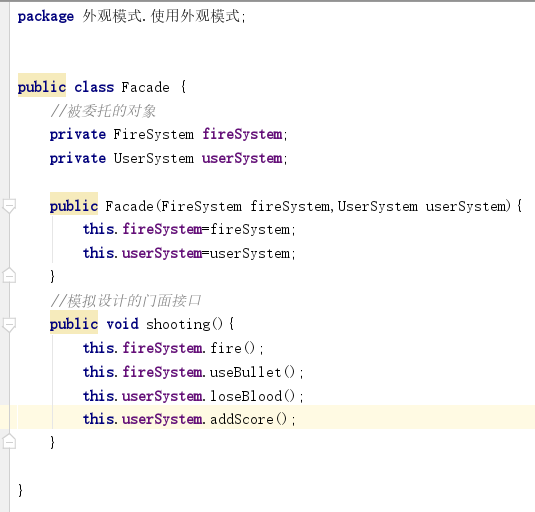 package 外观模式.使用外观模式;
public class Facade {
//被委托的对象
private FireSystem fireSystem;
private UserSystem userSystem;
public Facade(FireSystem fireSystem,UserSystem userSystem){
this.fireSystem=fireSystem;
this.userSystem=userSystem;
}
//模拟设计的门面接口
public void shooting(){
this.fireSystem.fire();
this.fireSystem.useBullet();
this.userSystem.loseBlood();
this.userSystem.addScore();
}
}